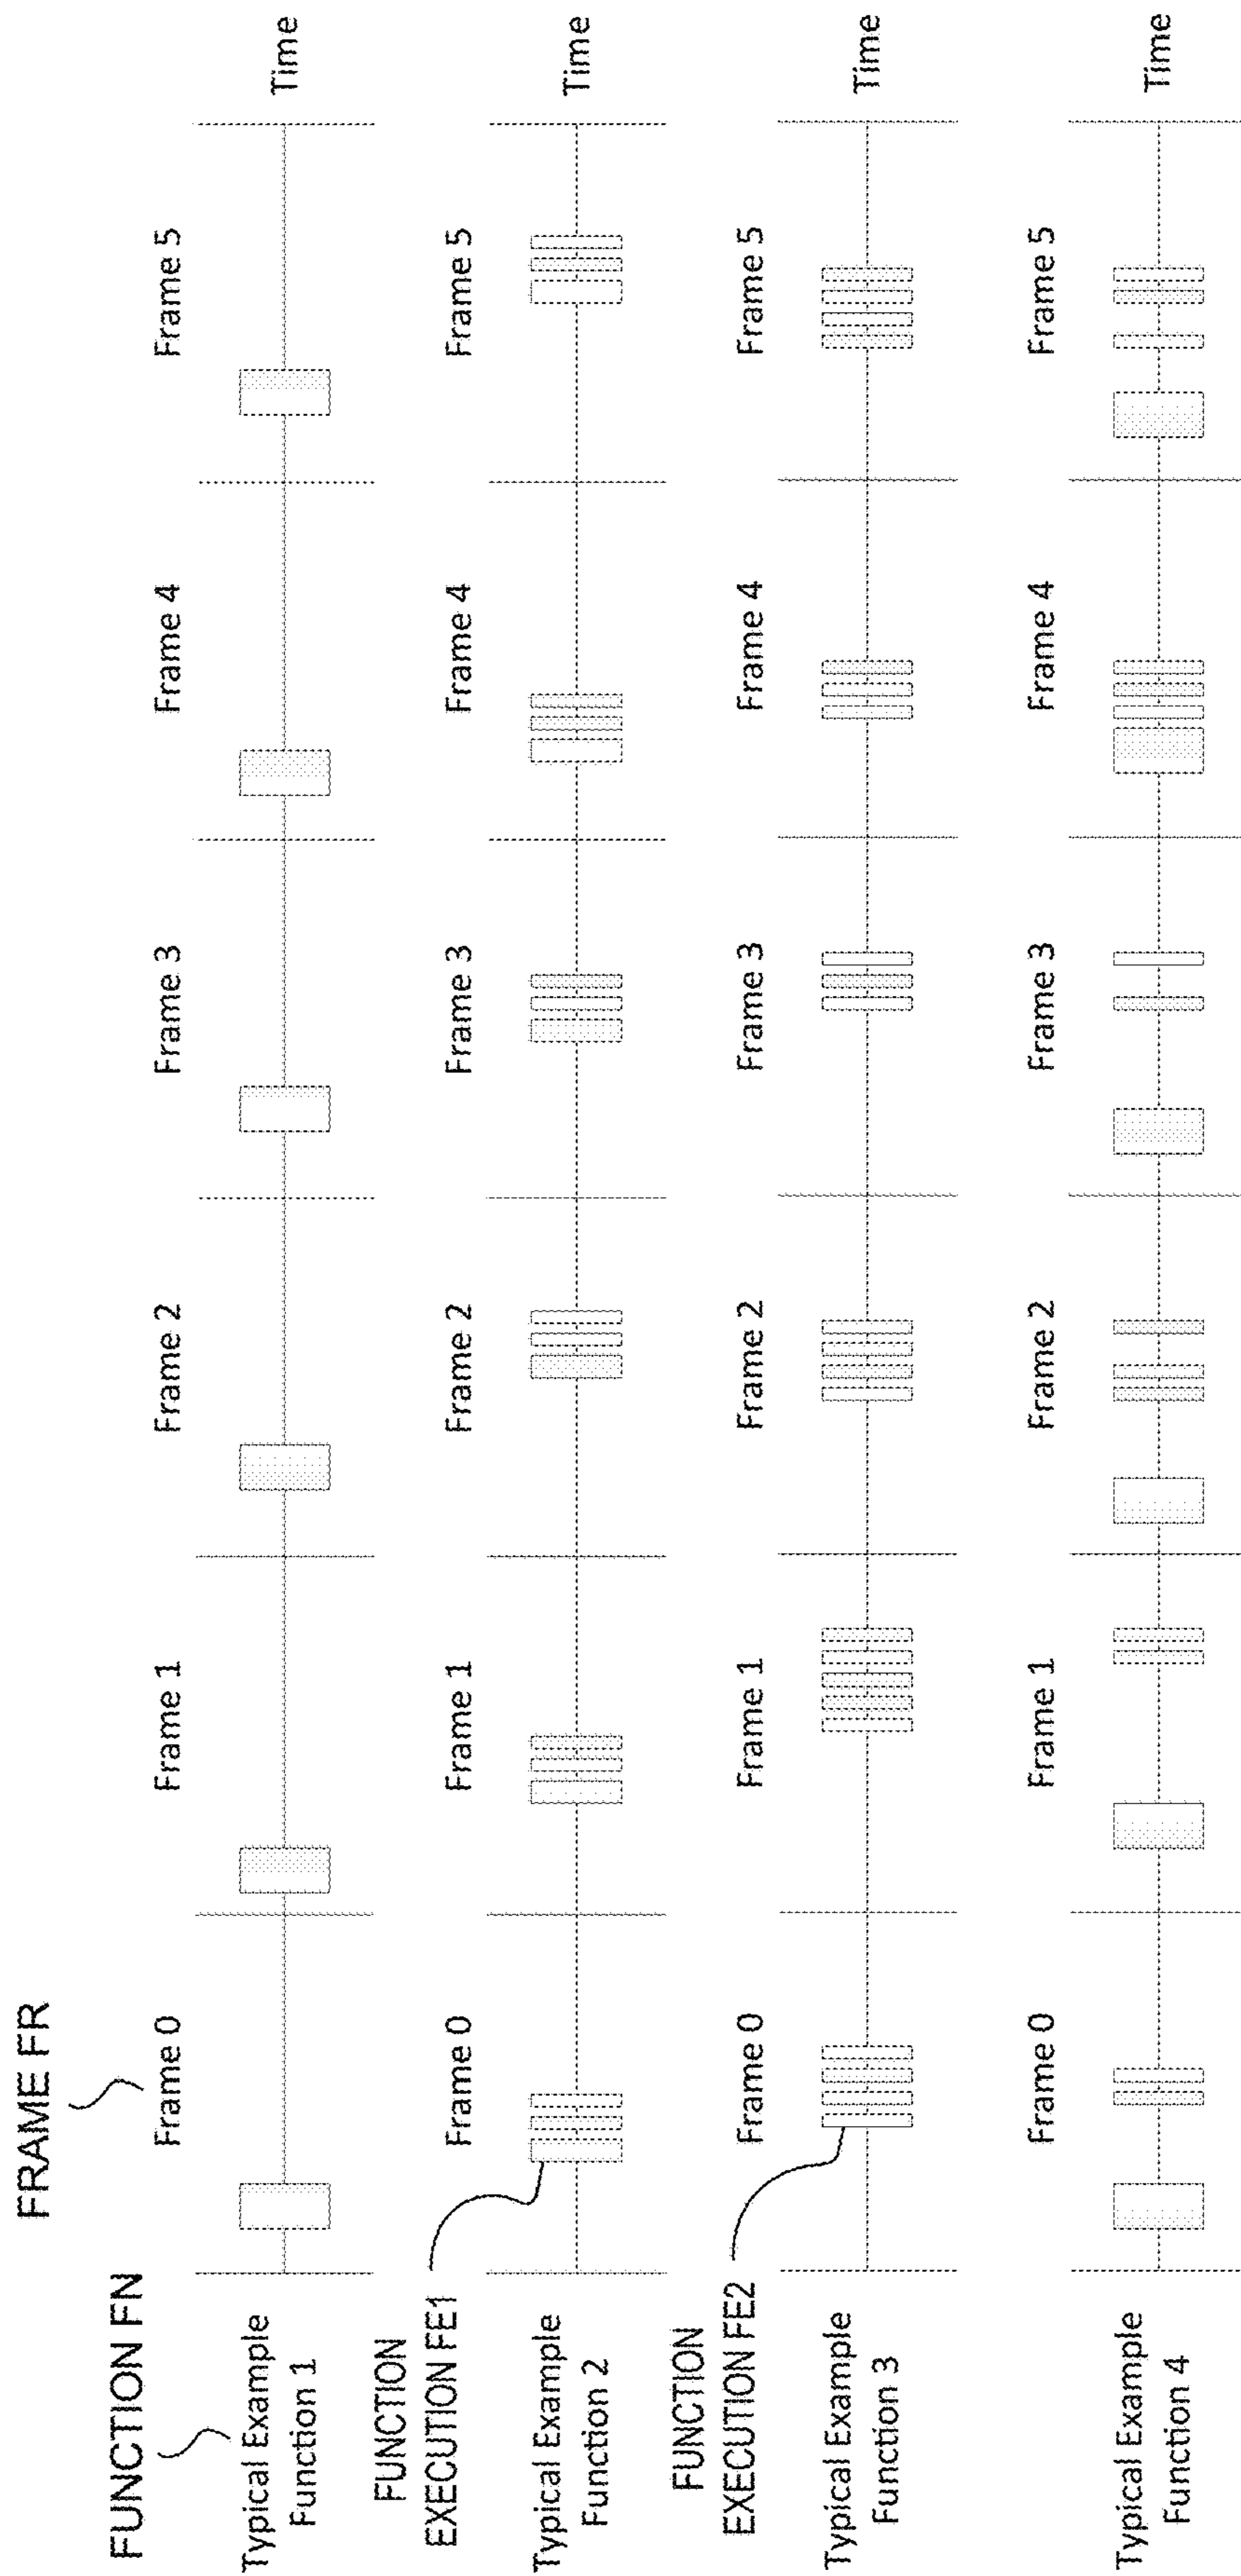 FRAME FR
FUNCTION FN
Frame 0
Frame 1
Frame 2
Frame 3
Frame 4
Frame 5
Typical Example
Function 1
Time
FUNCTION
EXECUTION FE1
Frame 0
Frame 1
Frame 2
Frame 3
Frame 4
Frame 5
Typical Example
Function 2
Time
FUNCTION
EXECUTION FE2
Frame 0
Frame 1
Frame 2
Frame 3
Frame 4
Frame 5
Typical Example
Function 3
Time
Frame 0
Frame 1
Frame 2
Frame 3
Frame 4
Frame 5
Typical Example
Function 4
Time